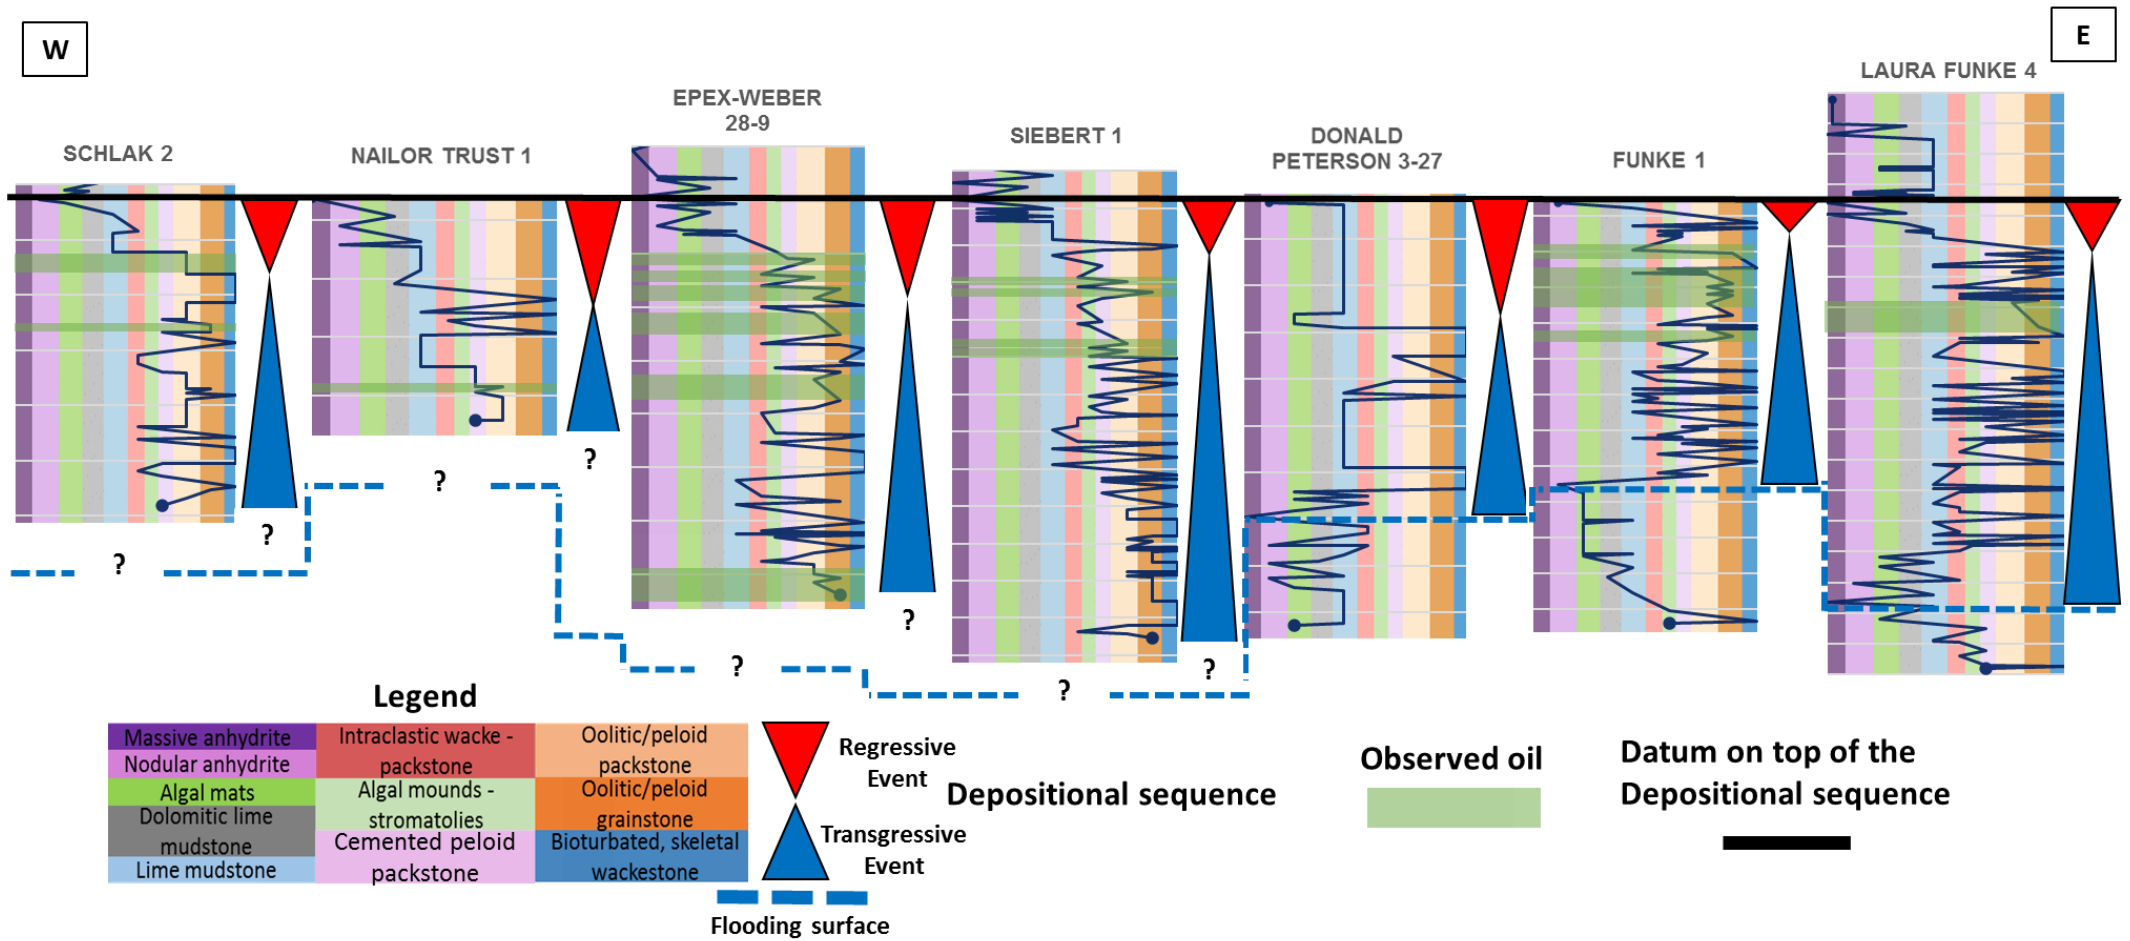 W
E
LAURA FUNKE 4
EPEX-WEBER
28-9
SIEBERT 1
DONALD
PETERSON 3-27
SCHLAK 2
NAILOR TRUST 1
FUNKE 1
?
?
?
?
?
?
?
?
Legend
Massive anhydrite
Nodular anhydrite
Algal mats
Dolomitic lime
mudstone
Lime mudstone
Intraclastic wacke -
packstone
Algal mounds -
stromatolies
Cemented peloid
packstone
Oolitic/peloid
packstone
Oolitic/peloid
grainstone
Bioturbated, skeletal
wackestone
Regressive
Event
Transgressive
Event
Flooding surface
Depositional sequence
Observed oil
Datum on top of the
Depositional sequence